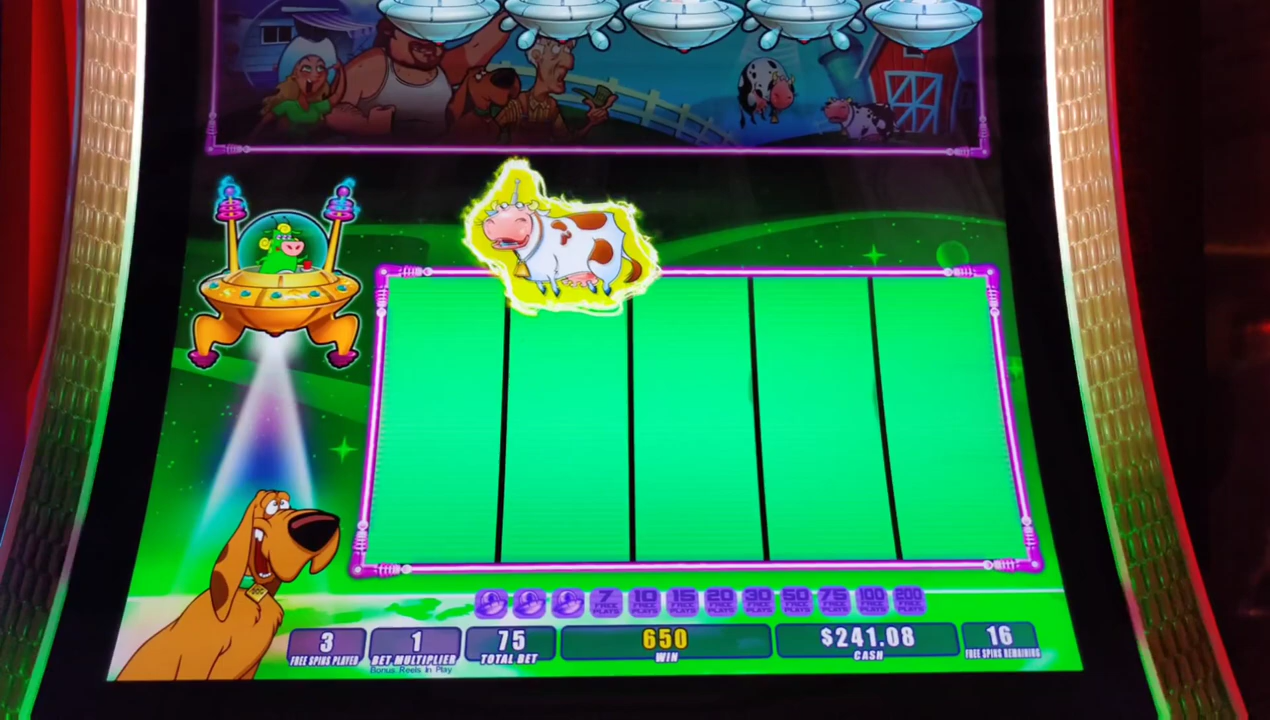 7 FREE PLAYS
10 FREE PLAYS
15 FREE PLAYS
20 FREE PLAYS
30 FREE PLAYS
50 FREE PLAYS
75 FREE PLAYS
100 FREE PLAYS
200 FREE PLAYS
3
FREE SPINS PLAYED
1
BET MULTIPLIER
Bonus Reels In Play
75
TOTAL BET
650
WIN
$241.08
CASH
16
FREE SPINS REMAINING